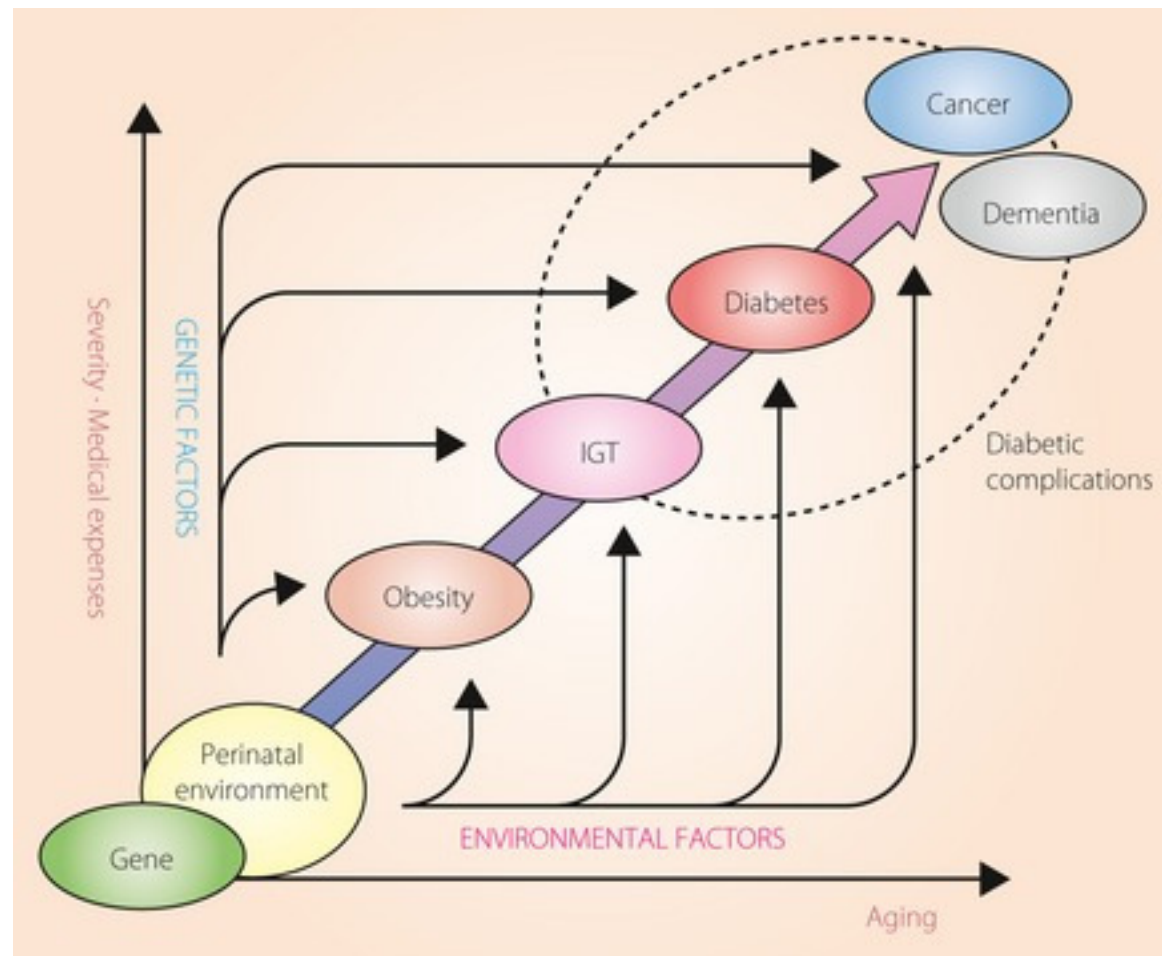 Cancer
Dementia
Diabetes
Severity · Medical expenses
GENETIC FACTORS
Diabetic
complications
IGT
Obesity
Perinatal
environment
Gene
ENVIRONMENTAL FACTORS
Aging